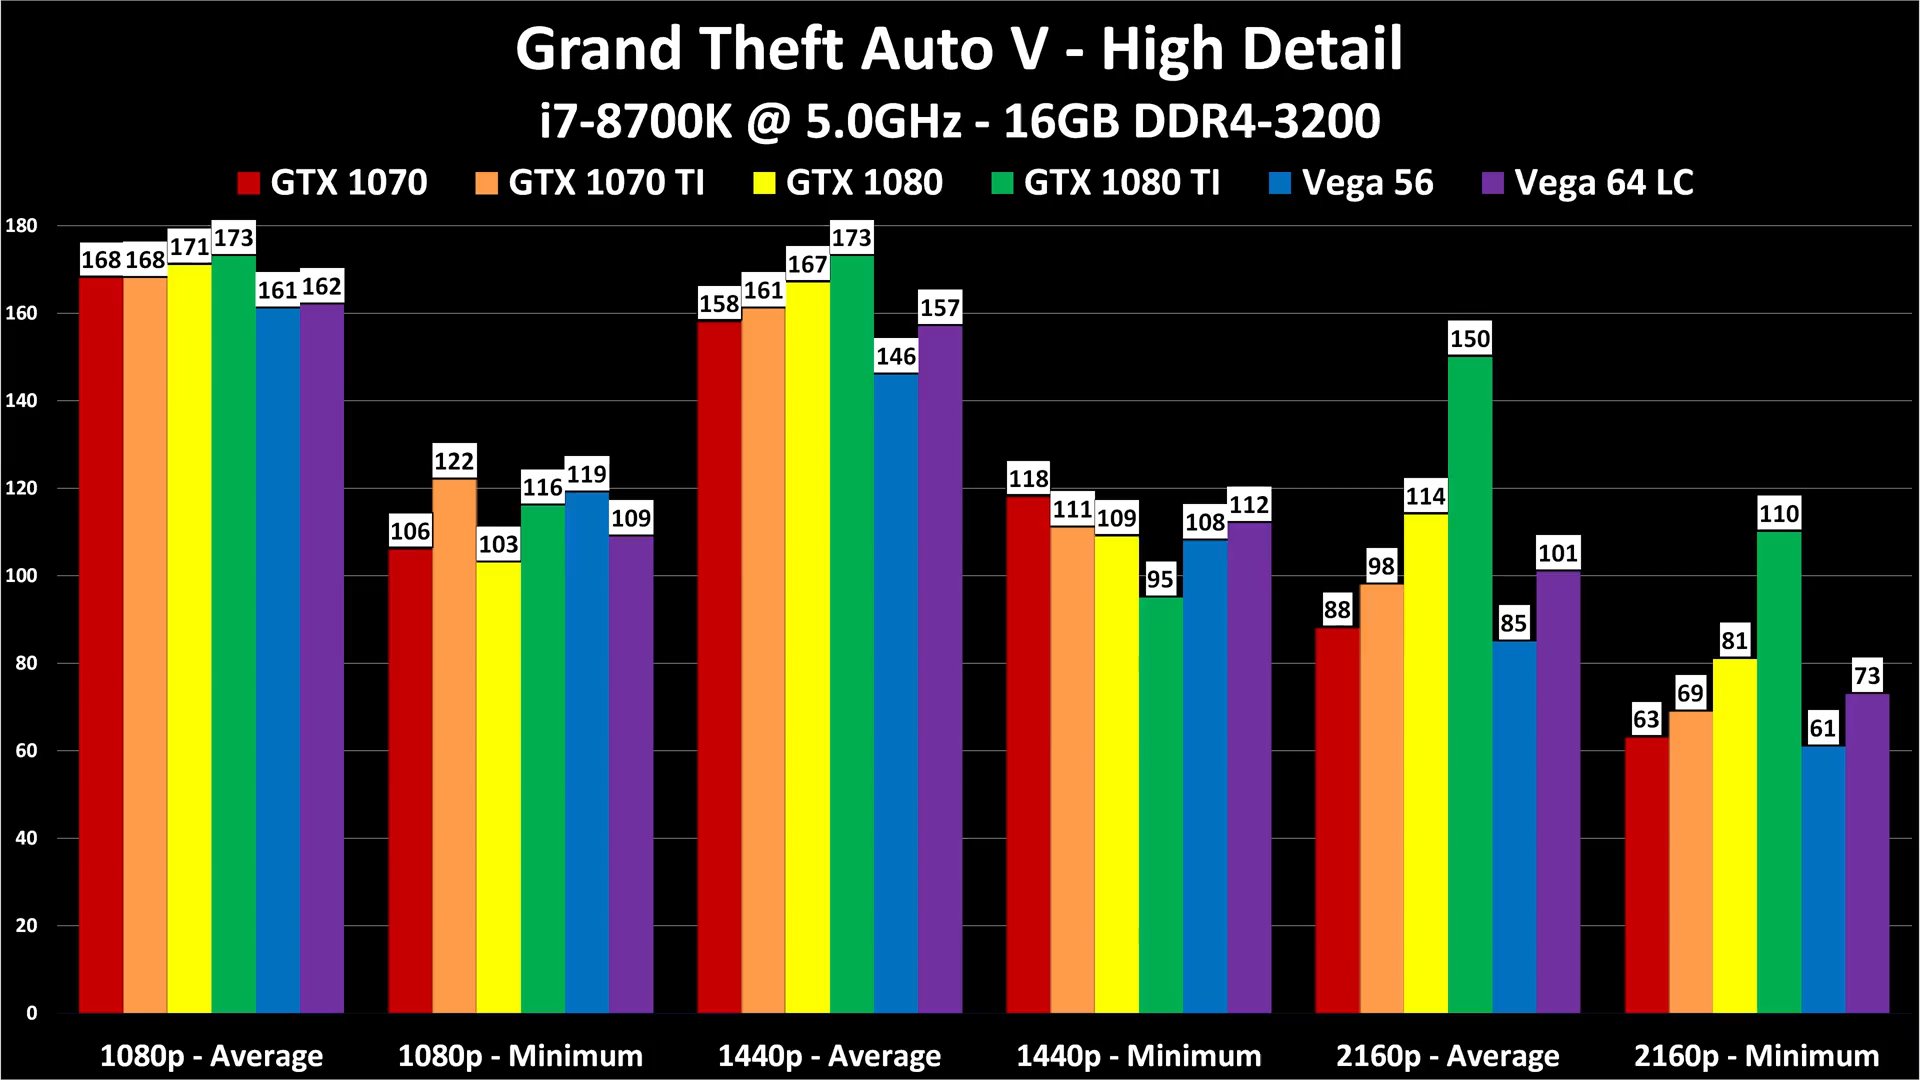 Grand Theft Auto V - High Detail
i7-8700K @ 5.0GHz - 16GB DDR4-3200
GTX 1070 GTX 1070 TI GTX 1080 GTX 1080 TI Vega 56 Vega 64 LC
180
160
140
120
100
80
60
40
20
0
168 168 171 173 161 162
106 122 103 116 119 109
158 161 167 173 146 157
118 111 109 95 108 112
88 98 114 150 85 101
63 69 81 110 61 73
1080p - Average 1080p - Minimum 1440p - Average 1440p - Minimum 2160p - Average 2160p - Minimum